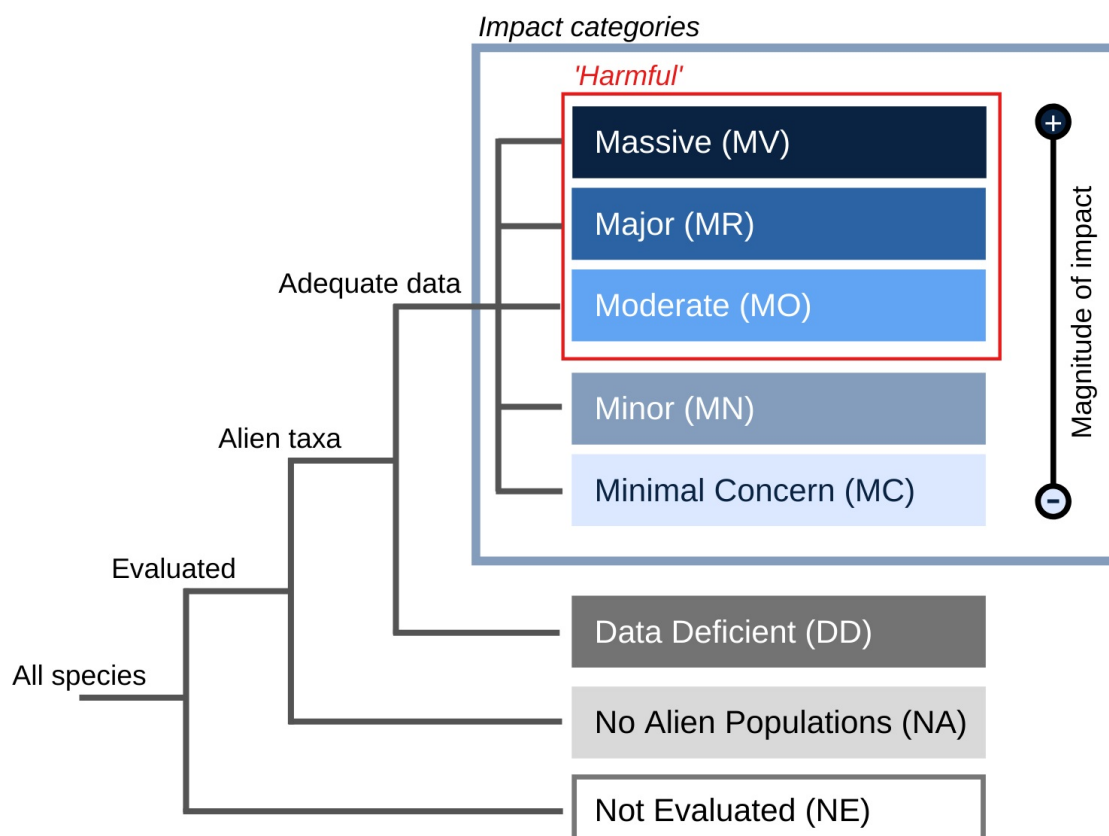 Impact categories
'Harmful'
Massive (MV)
Major (MR)
Adequate data
Moderate (MO)
Minor (MN)
Alien taxa
Minimal Concern (MC)
+
Magnitude of impact
-
Evaluated
Data Deficient (DD)
All species
No Alien Populations (NA)
Not Evaluated (NE)